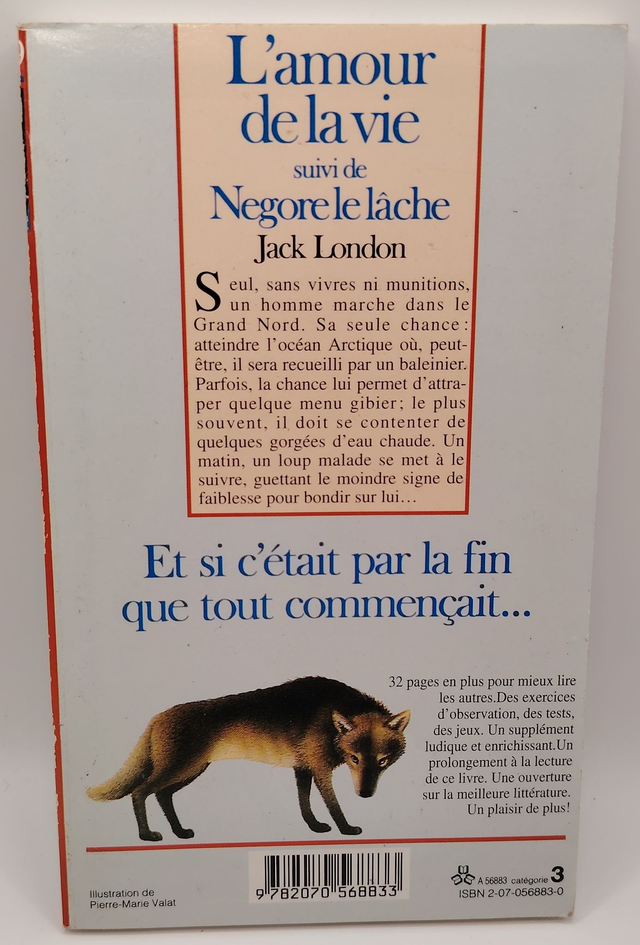 L'amour
de la vie
suivi de
Negore le lâche
Jack London
Seul, sans vivres ni munitions,
un homme marche dans le
Grand Nord. Sa seule chance :
atteindre l'océan Arctique où, peut-
être, il sera recueilli par un baleinier.
Parfois, la chance lui permet d'attra-
per quelque menu gibier ; le plus
souvent, il doit se contenter de
quelques gorgées d'eau chaude. Un
matin, un loup malade se met à le
suivre, guettant le moindre signe de
faiblesse pour bondir sur lui...
Et si c'était par la fin
que tout commençait...
32 pages en plus pour mieux lire
les autres.Des exercices
d'observation, des tests,
des jeux. Un supplément
ludique et enrichissant.Un
prolongement à la lecture
de ce livre. Une ouverture
sur la meilleure littérature.
Un plaisir de plus!
Illustration de
Pierre-Marie Valat
9 782070 568833
A 56883 catégorie 3
ISBN 2-07-056883-0